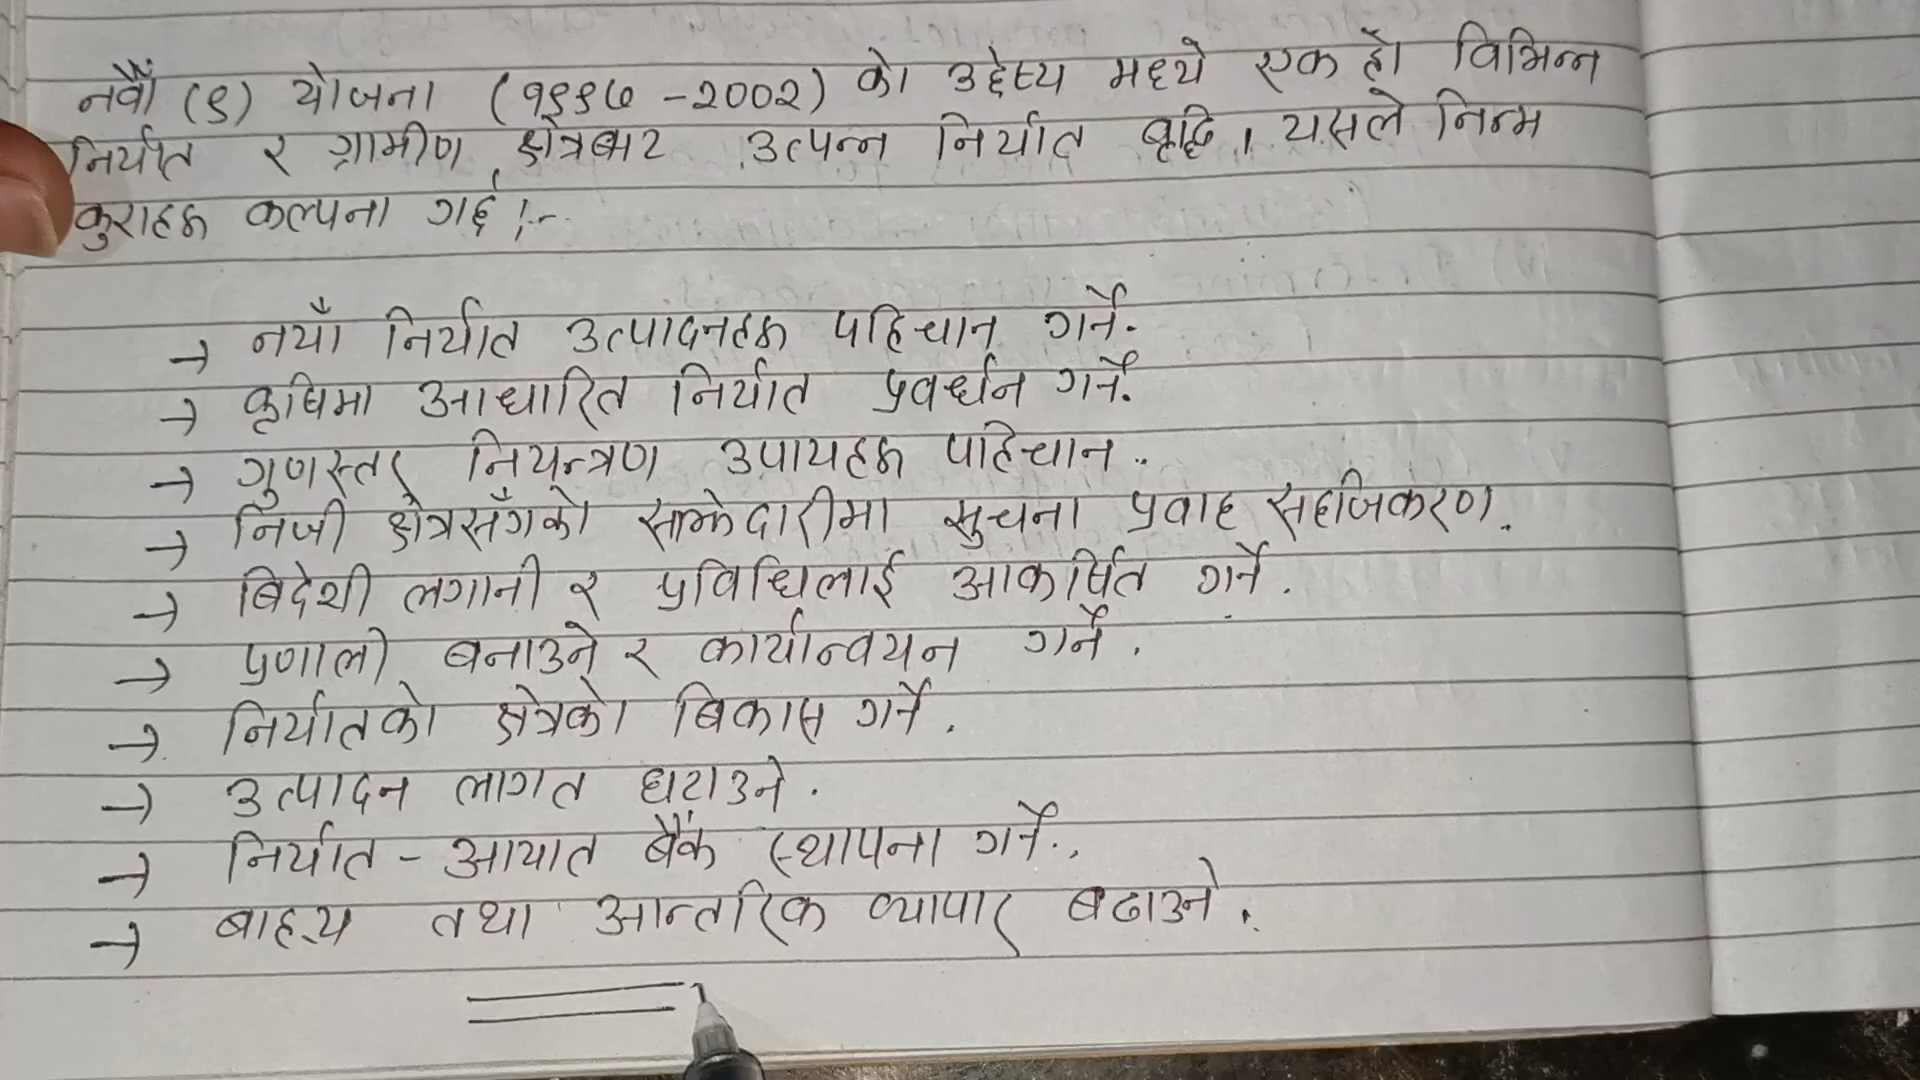 नवौं (९) योजना (१९९७ -२००२) को उद्देश्य मध्ये एक हो विभिन्न
निर्यात र ग्रामीण क्षेत्रबाट उत्पन्न निर्यात बृद्धि। यसले निम्न
कुराहरू कल्पना गर्छ।:-
→ नयाँ निर्यात उत्पादनहरू पहिचान गर्ने.
→ कृषिमा आधारित निर्यात प्रवर्धन गर्ने.
→ गुणस्तर नियन्त्रण उपायहरू पहिचान.
→ निजी क्षेत्रसँगको साझेदारीमा सुचना प्रवाह सहजिकरण.
→ बिदेशी लगानी र प्रविधिलाई आकर्षित गर्ने.
→ प्रणाली बनाउने र कार्यान्वयन गर्ने.
→ निर्यातको क्षेत्रको बिकास गर्ने.
→ उत्पादन लागत घटाउने.
→ निर्यात - आयात बैंक स्थापना गर्ने..
→ बाह्य तथा आन्तरिक व्यापार बढाउने.